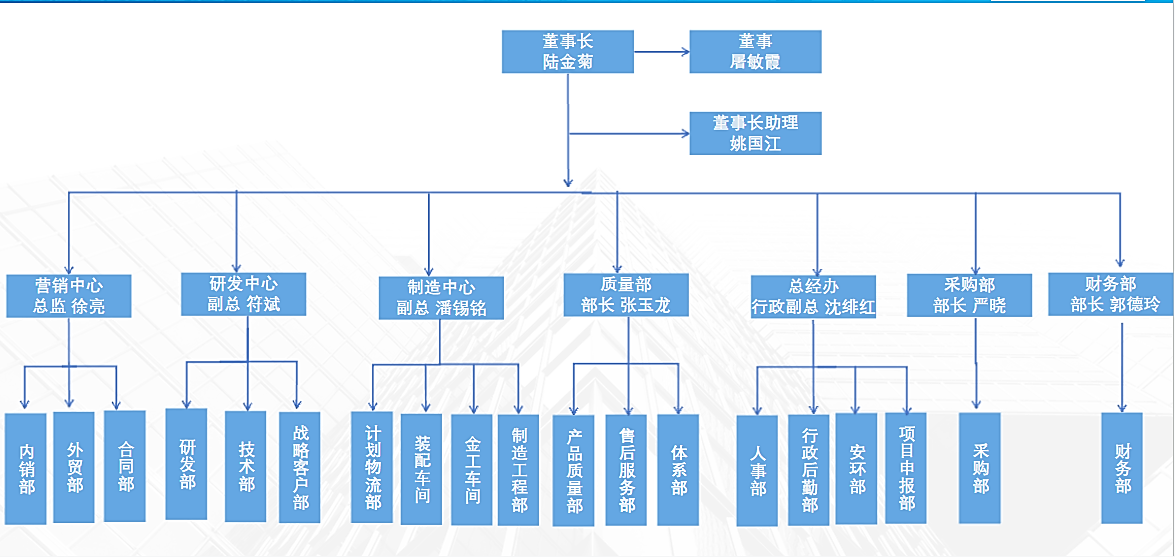 董事长
陆金菊
董事
屠敏霞
董事长助理
姚国江
营销中心
总监 徐亮
研发中心
副总 符斌
制造中心
副总 潘锡铭
质量部
部长 张玉龙
总经办
行政副总 沈绯红
采购部
部长 严晓
财务部
部长 郭德玲
内销部
外贸部
合同部
研发部
技术部
战略客户部
计划物流部
装配车间
金工车间
制造工程部
产品质量部
售后服务部
体系部
人事部
行政后勤部
安环部
项目申报部
采购部
财务部